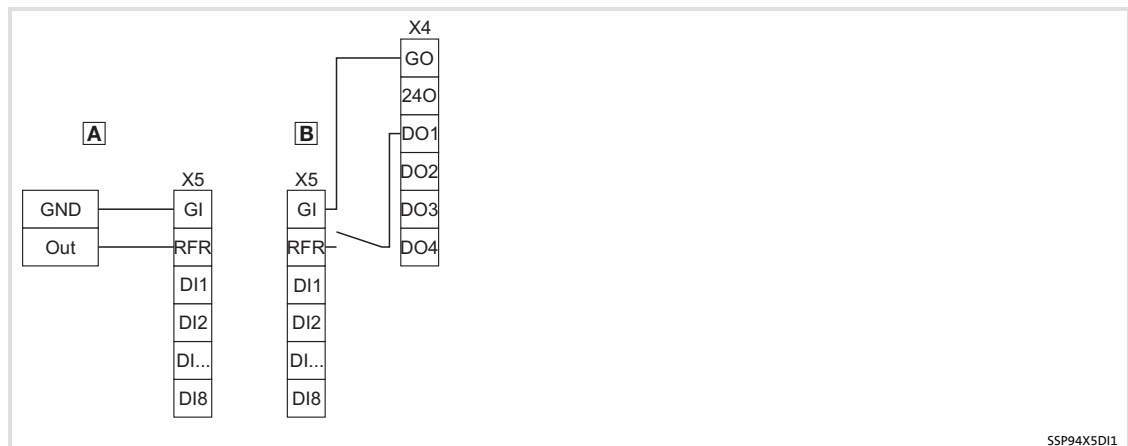 X4
GO
24O
DO1
DO2
DO3
DO4
A
X5
GND
Out
GI
RFR
DI1
DI2
DI...
DI8
B
X5
GI
RFR
DI1
DI2
DI...
DI8
SSP94X5DI1